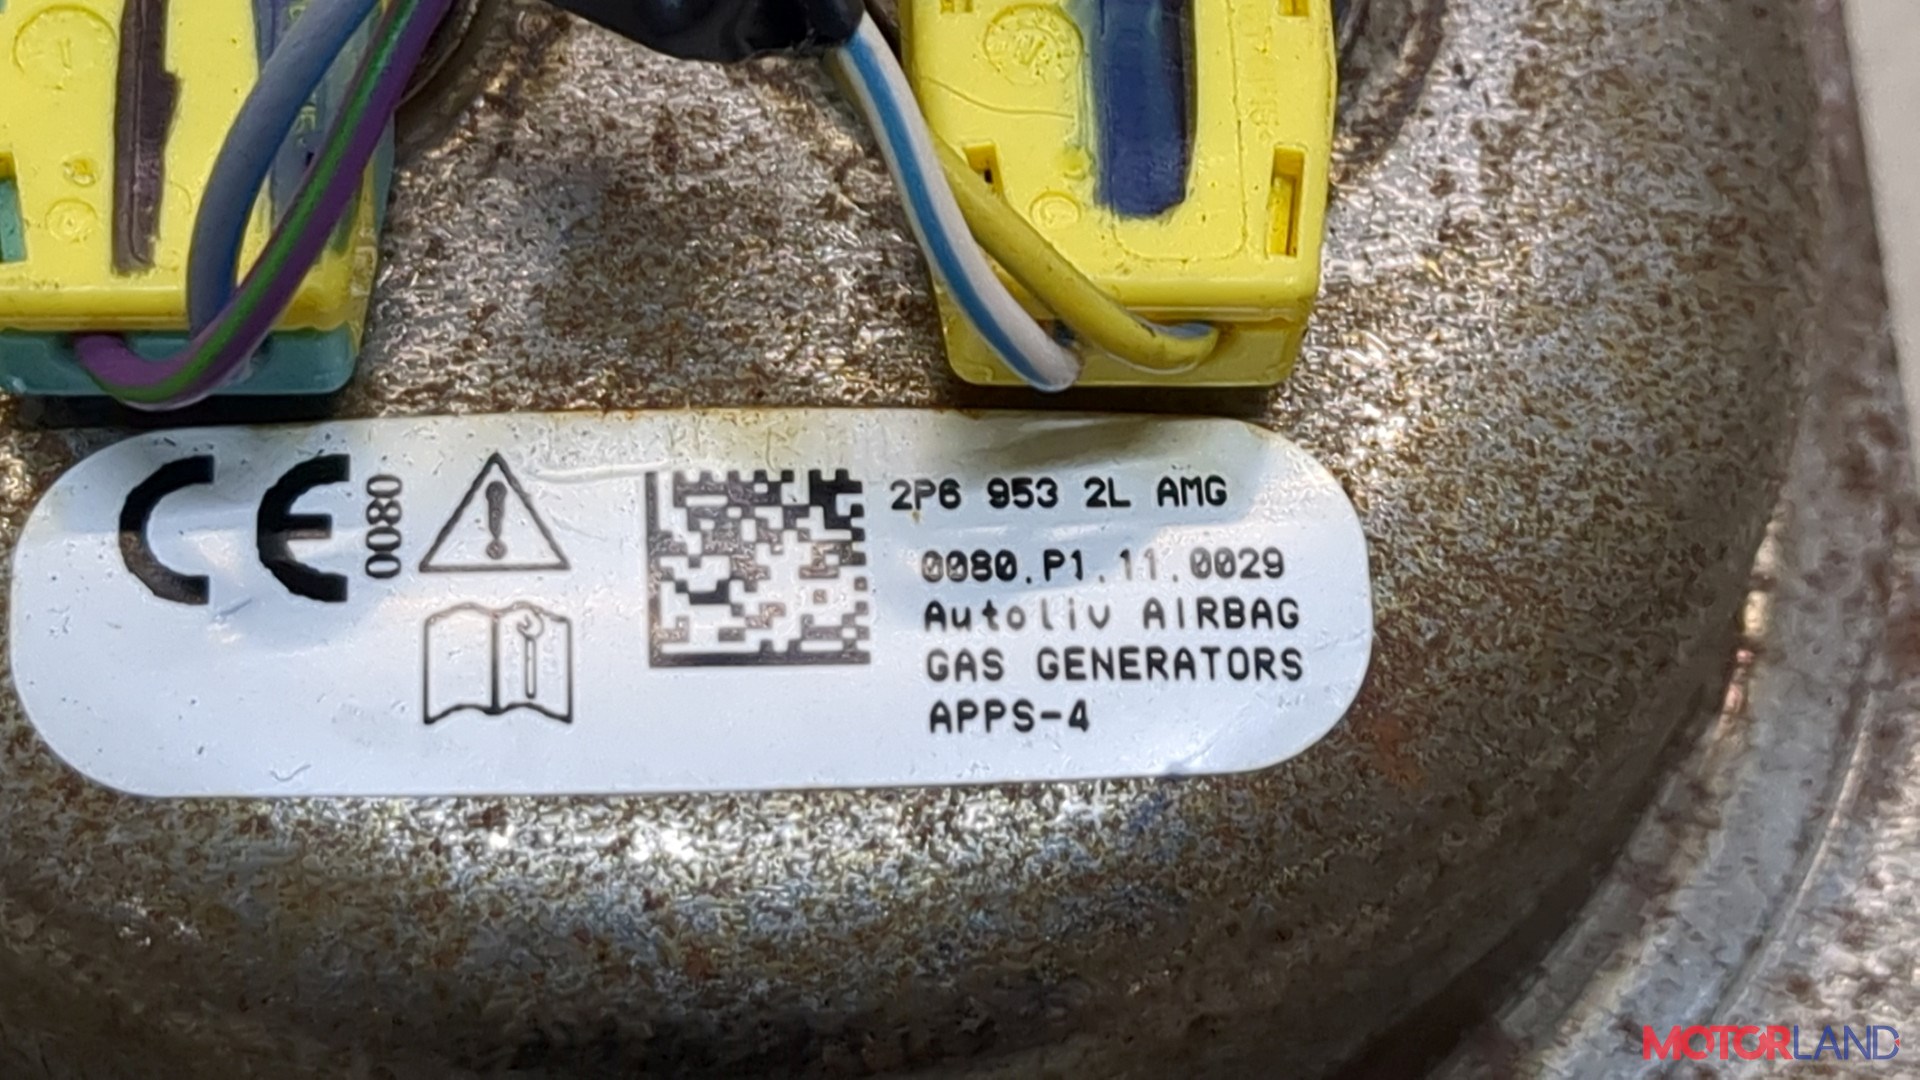 CE 0080
2P6 953 2L AMG
0080.P1.11.0029
Autoliv AIRBAG
GAS GENERATORS
APPS-4
MOTORLAND